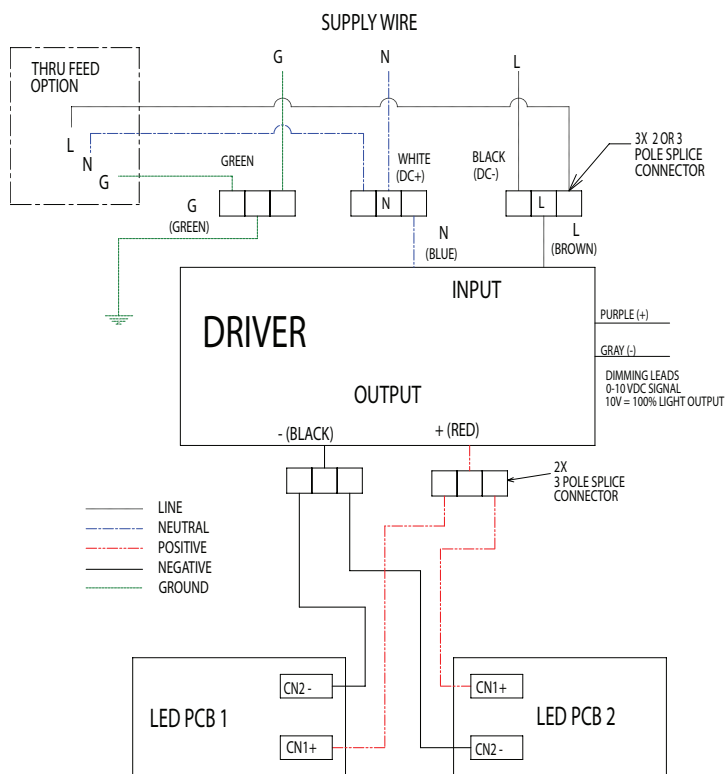 SUPPLY WIRE
THRU FEED
OPTION
G
N
L
L
N
G
GREEN
WHITE
(DC+)
BLACK
(DC-)
3X 2 OR 3
POLE SPLICE
CONNECTOR
G
(GREEN)
N
L
N
(BLUE)
L
(BROWN)
INPUT
DRIVER
PURPLE (+)
GRAY (-)
DIMMING LEADS
0-10 VDC SIGNAL
10V = 100% LIGHT OUTPUT
OUTPUT
- (BLACK)
+ (RED)
2X
3 POLE SPLICE
CONNECTOR
LINE
NEUTRAL
POSITIVE
NEGATIVE
GROUND
LED PCB 1
CN2 -
CN1+
CN1+
LED PCB 2
CN2 -